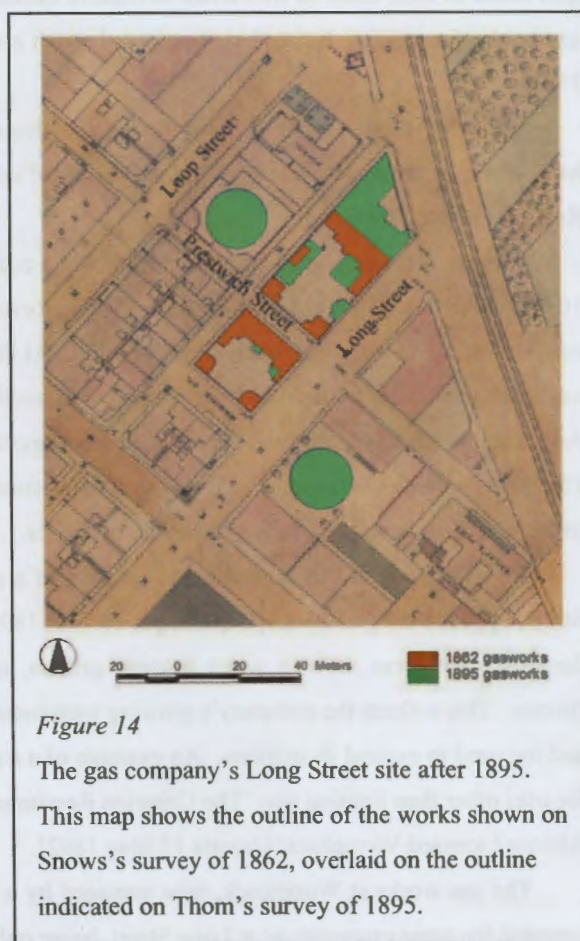 Loop Street
Prestwich Street
Long Street
20 0 20 40 Meters
1862 gasworks
1895 gasworks
Figure 14
The gas company's Long Street site after 1895.
This map shows the outline of the works shown on
Snows's survey of 1862, overlaid on the outline
indicated on Thom's survey of 1895.